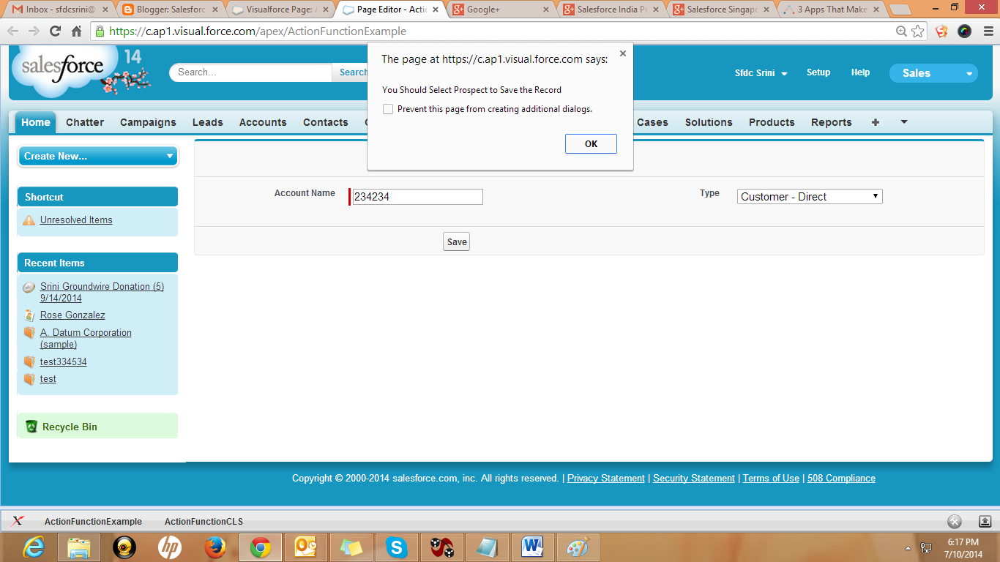 Inbox - sfdcsrini@
Blogger: Salesforc
Visualforce Page: A
Page Editor - Actio
Google+
Salesforce India Pr
Salesforce Singapo
3 Apps That Make
https://c.ap1.visual.force.com/apex/ActionFunctionExample
salesforce 14
Search...
Search
Sfdc Srini
Setup
Help
Sales
The page at https://c.ap1.visual.force.com says:
You Should Select Prospect to Save the Record
Prevent this page from creating additional dialogs.
OK
Home
Chatter
Campaigns
Leads
Accounts
Contacts
Cases
Solutions
Products
Reports
+
Create New...
Account Name
234234
Type
Customer - Direct
Save
Shortcut
Unresolved Items
Recent Items
Srini Groundwire Donation (5)
9/14/2014
Rose Gonzalez
A. Datum Corporation
(sample)
test334534
test
Recycle Bin
Copyright © 2000-2014 salesforce.com, inc. All rights reserved. | Privacy Statement | Security Statement | Terms of Use | 508 Compliance
ActionFunctionExample
ActionFunctionCLS
6:17 PM
7/10/2014